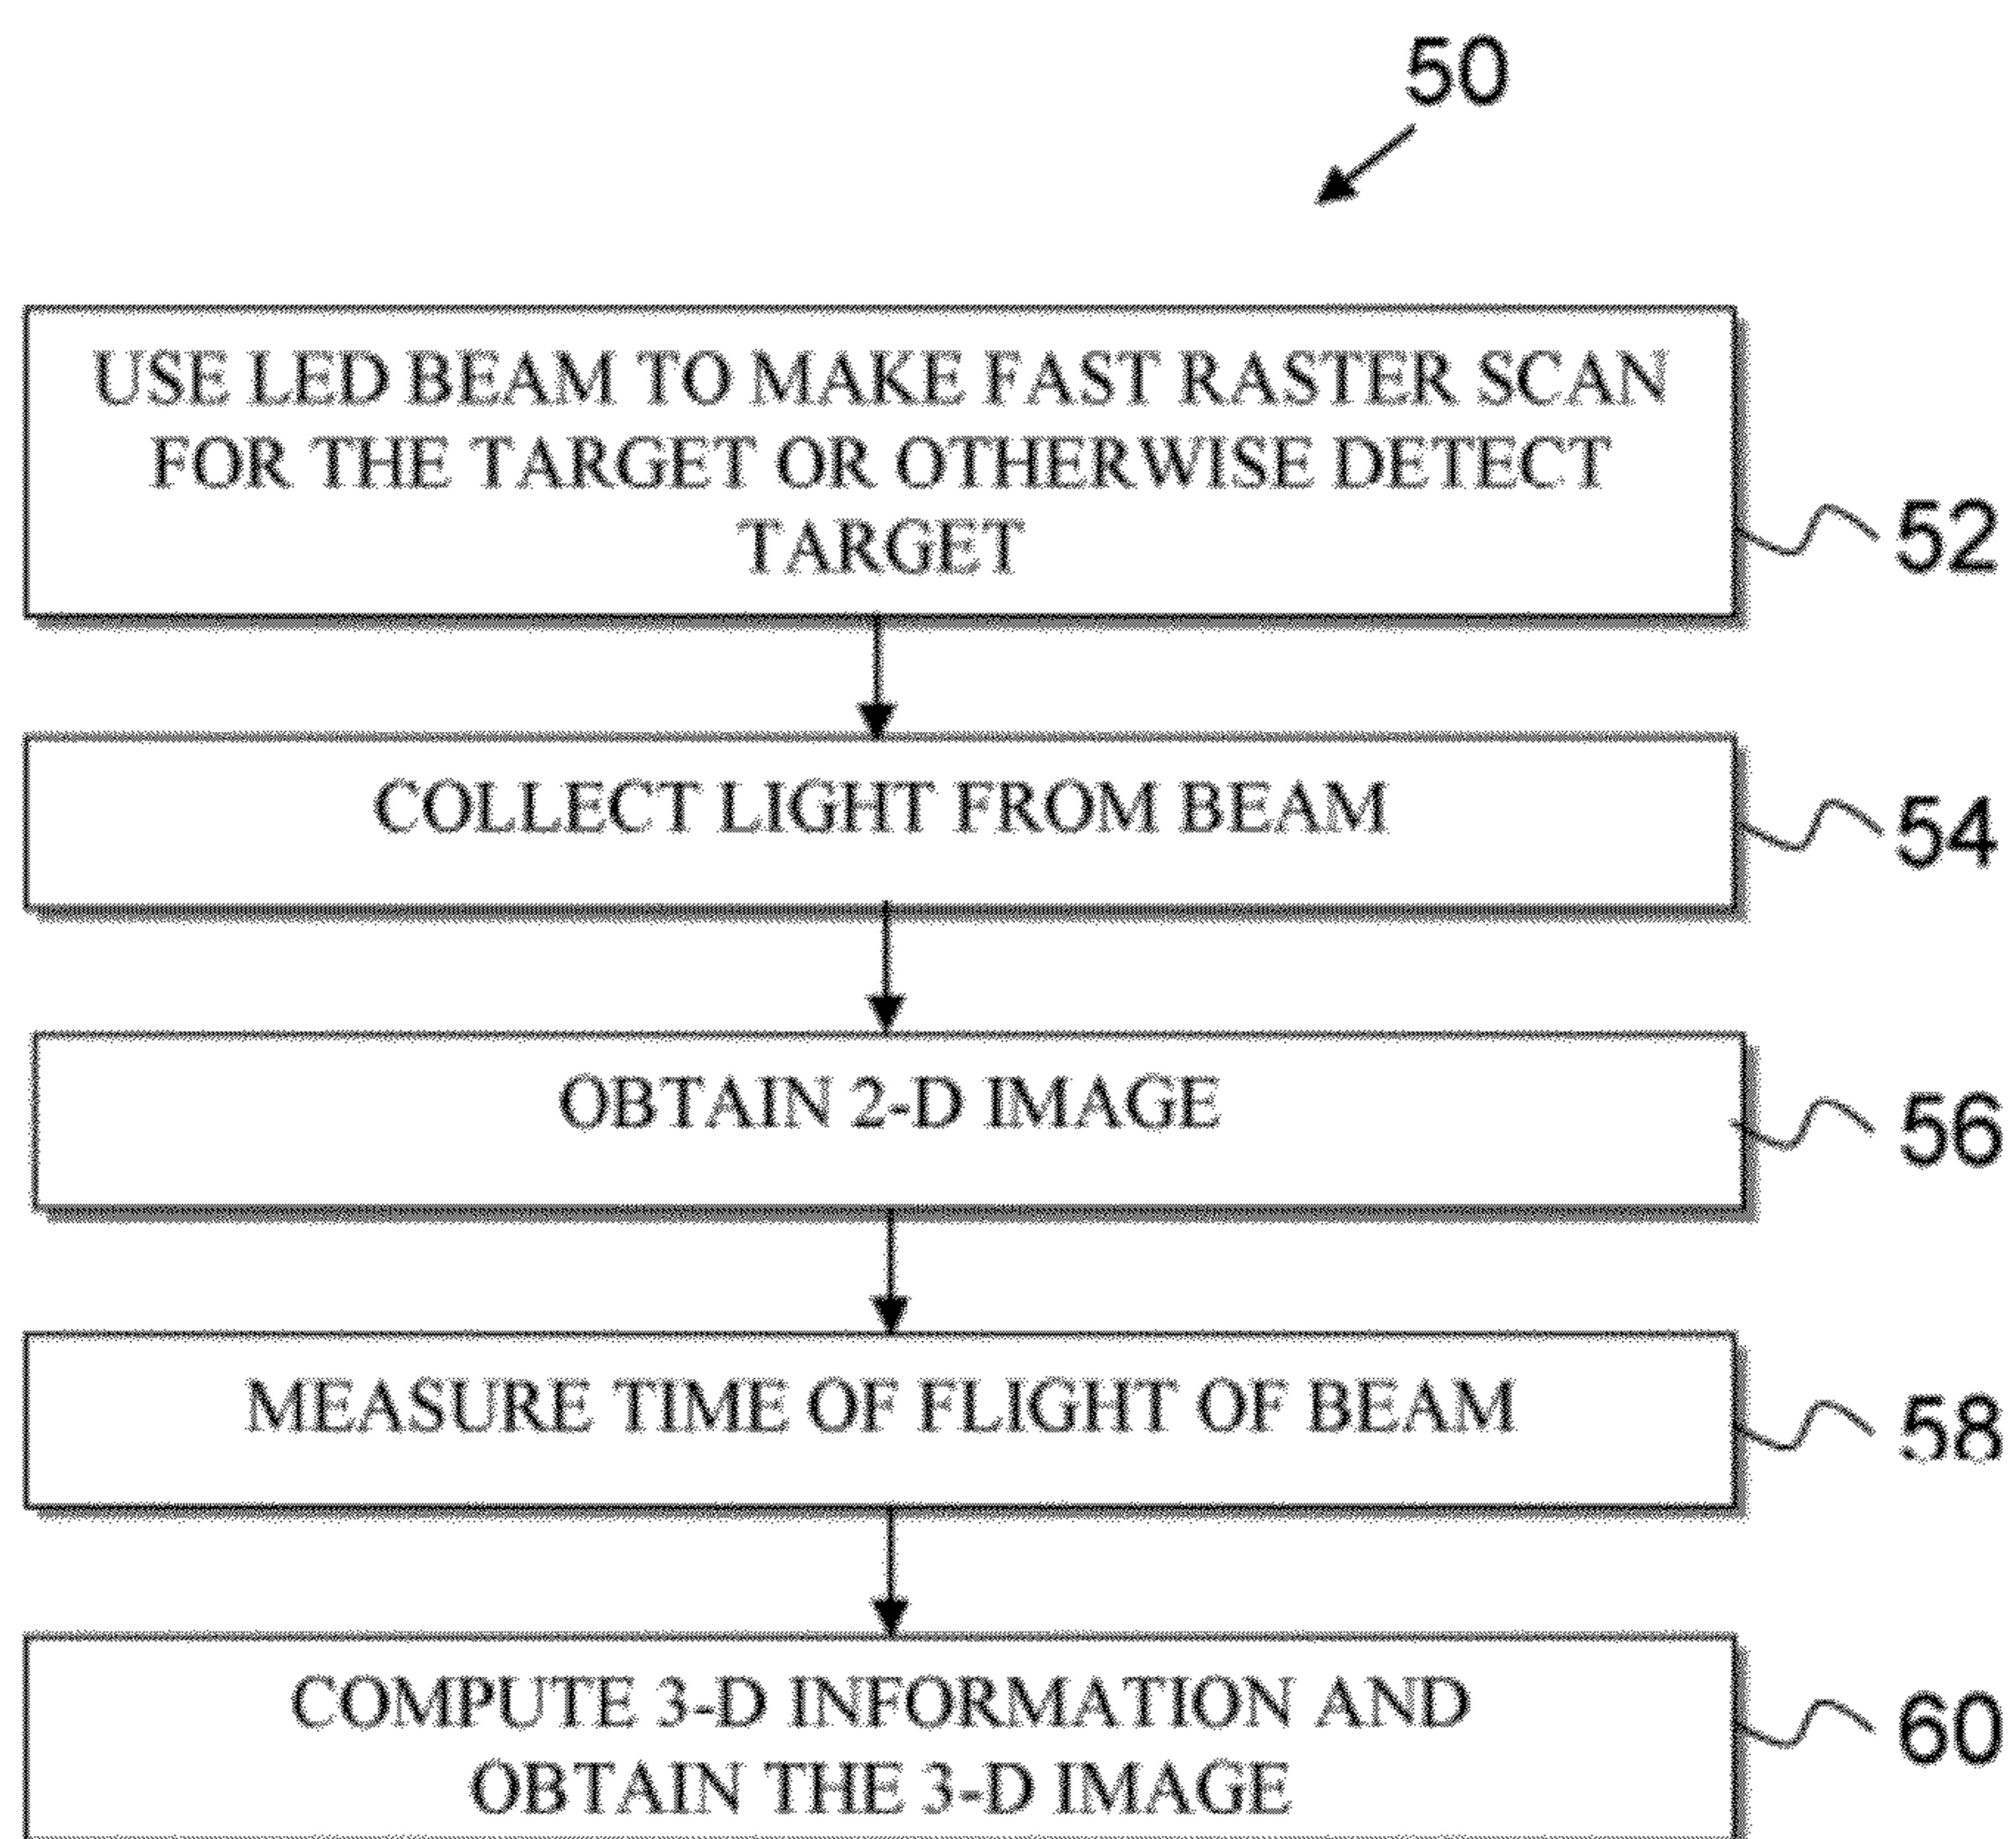 50
USE LED BEAM TO MAKE FAST RASTER SCAN
FOR THE TARGET OR OTHERWISE DETECT
TARGET
52
COLLECT LIGHT FROM BEAM
54
OBTAIN 2-D IMAGE
56
MEASURE TIME OF FLIGHT OF BEAM
58
COMPUTE 3-D INFORMATION AND
OBTAIN THE 3-D IMAGE
60